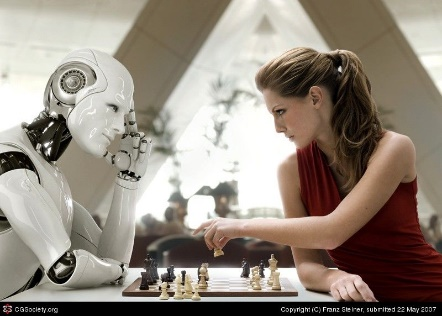 CGSociety.org
Copyright (C) Franz Steiner, submitted 22 May 2007